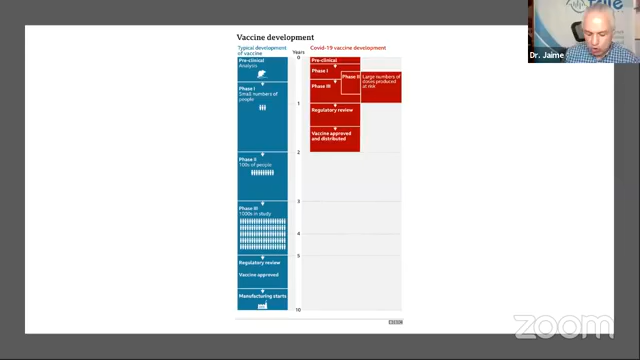 Vaccine development
Typical development
of vaccine
Years
Covid-19 vaccine development
Pre-clinical
Analysis
Phase I
Small numbers of
people
Phase II
100s of people
Phase III
1000s in study
Regulatory review
Vaccine approved
Manufacturing starts
0
1
2
3
4
5
10
Pre-clinical
Phase I
Phase II
Phase III
Large numbers of
doses produced
at risk
Regulatory review
Vaccine approved
and distributed
BBC
Dr. Jaime
zoom